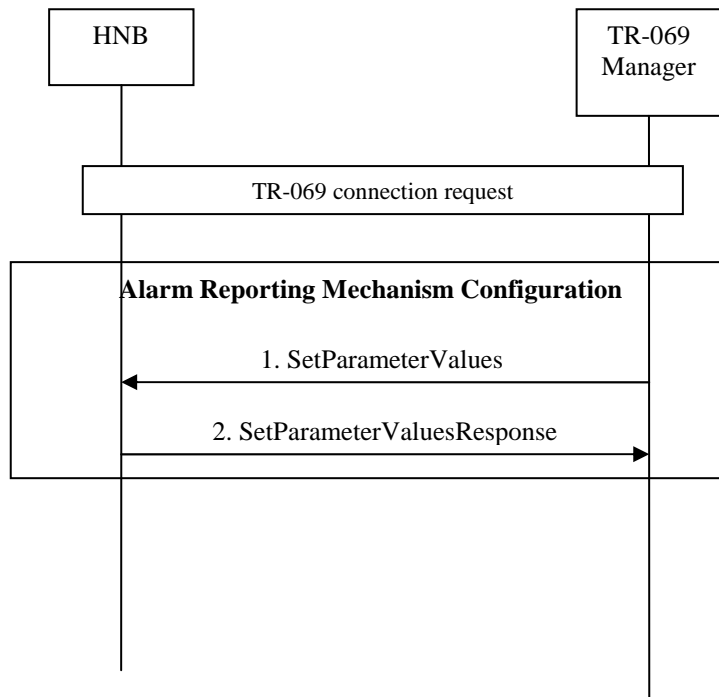 HNB
TR-069
Manager
TR-069 connection request
Alarm Reporting Mechanism Configuration
1. SetParameterValues
2. SetParameterValuesResponse